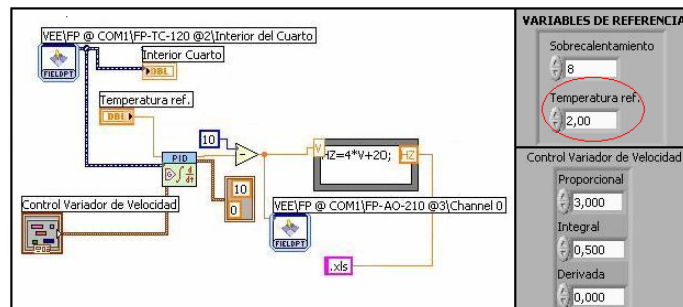 VEE\FP @ COM1\FP-TC-120 @2\Interior del Cuarto
Interior Cuarto
DBL
FIELDPT
Temperatura ref.
DBL
10
PID
V
HZ=4*V+20;
HZ
10
0
Control Variador de Velocidad
VEE\FP @ COM1\FP-AO-210 @3\Channel 0
FIELDPT
.xls
VARIABLES DE REFERENCIA
Sobrecalentamiento
8
Temperatura ref.
2,00
Control Variador de Velocidad
Proporcional
3,000
Integral
0,500
Derivada
0,000